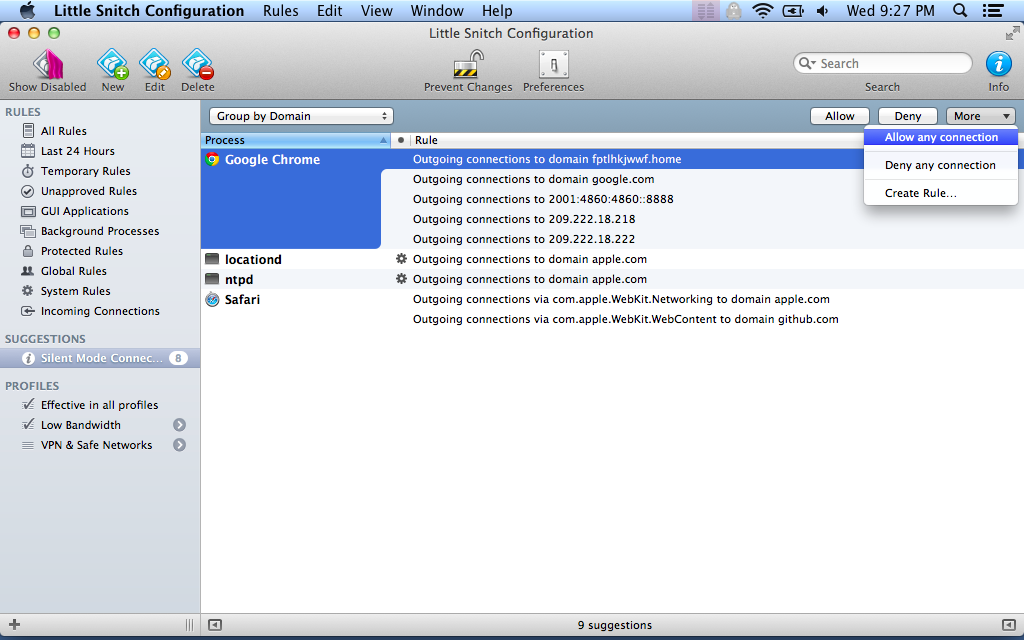 Little Snitch Configuration Rules Edit View Window Help Wed 9:27 PM
Little Snitch Configuration
Show Disabled New Edit Delete Prevent Changes Preferences Search Search Info
RULES
All Rules
Last 24 Hours
Temporary Rules
Unapproved Rules
GUI Applications
Background Processes
Protected Rules
Global Rules
System Rules
Incoming Connections
SUGGESTIONS
Silent Mode Connec... 8
PROFILES
Effective in all profiles
Low Bandwidth
VPN & Safe Networks
Group by Domain Allow Deny More
Allow any connection
Deny any connection
Create Rule...
Process Rule
Google Chrome Outgoing connections to domain fptlhkjwwf.home
Outgoing connections to domain google.com
Outgoing connections to 2001:4860:4860::8888
Outgoing connections to 209.222.18.218
Outgoing connections to 209.222.18.222
locationd Outgoing connections to domain apple.com
ntpd Outgoing connections to domain apple.com
Safari Outgoing connections via com.apple.WebKit.Networking to domain apple.com
Outgoing connections via com.apple.WebKit.WebContent to domain github.com
9 suggestions